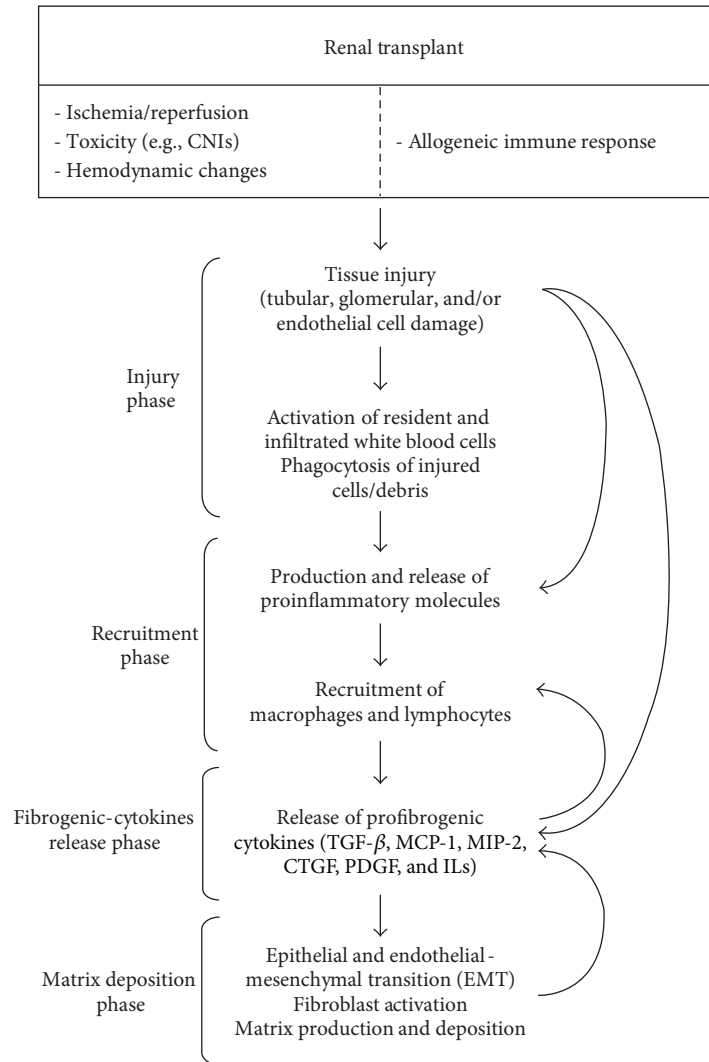 Renal transplant
- Ischemia/reperfusion
- Toxicity (e.g., CNIs)
- Hemodynamic changes
- Allogeneic immune response
Tissue injury
(tubular, glomerular, and/or
endothelial cell damage)
Injury
phase
Activation of resident and
infiltrated white blood cells
Phagocytosis of injured
cells/debris
Production and release of
proinflammatory molecules
Recruitment
phase
Recruitment of
macrophages and lymphocytes
Fibrogenic-cytokines
release phase
Release of profibrogenic
cytokines (TGF-β, MCP-1, MIP-2,
CTGF, PDGF, and ILs)
Matrix deposition
phase
Epithelial and endothelial-
mesenchymal transition (EMT)
Fibroblast activation
Matrix production and deposition